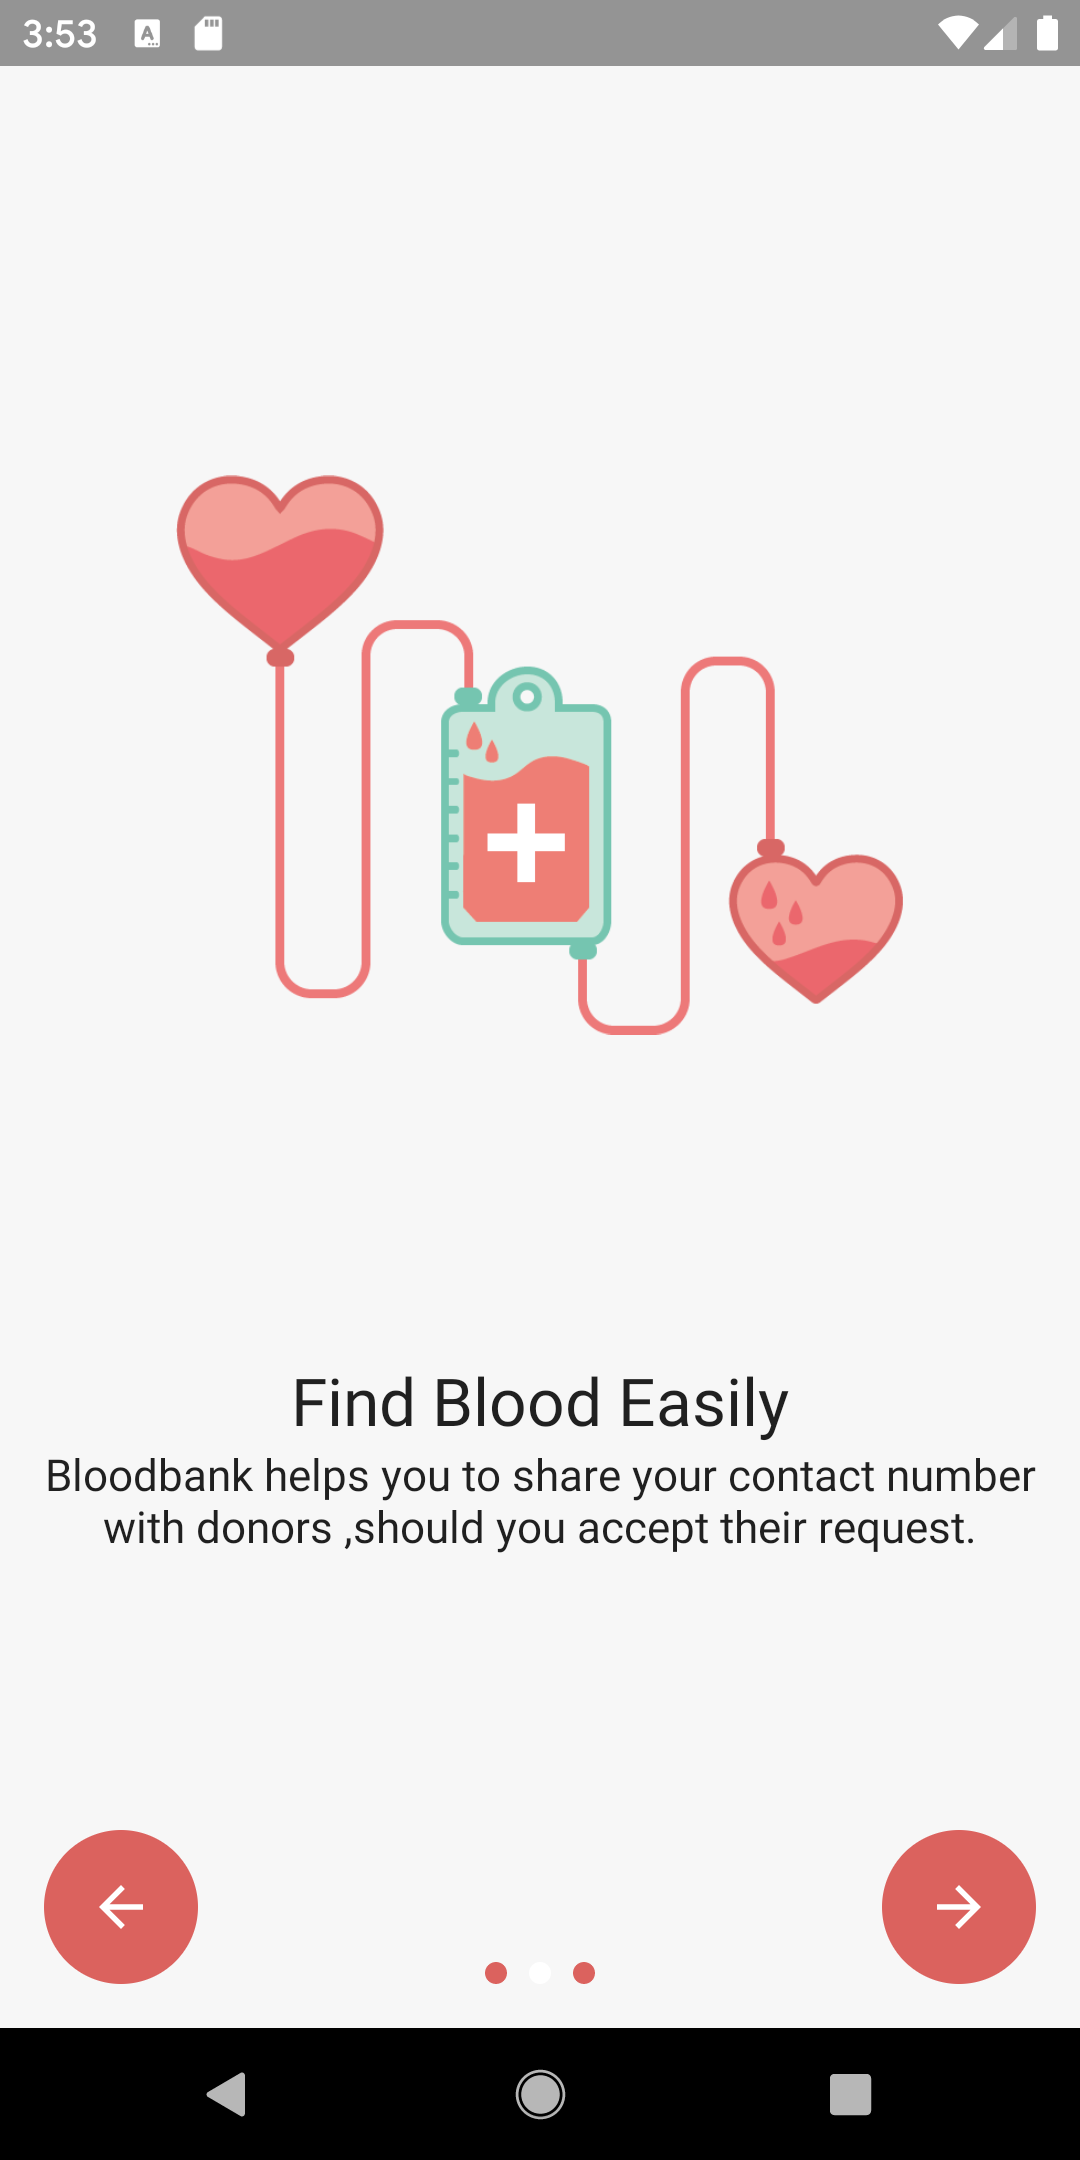 3:53
Find Blood Easily
Bloodbank helps you to share your contact number
with donors ,should you accept their request.